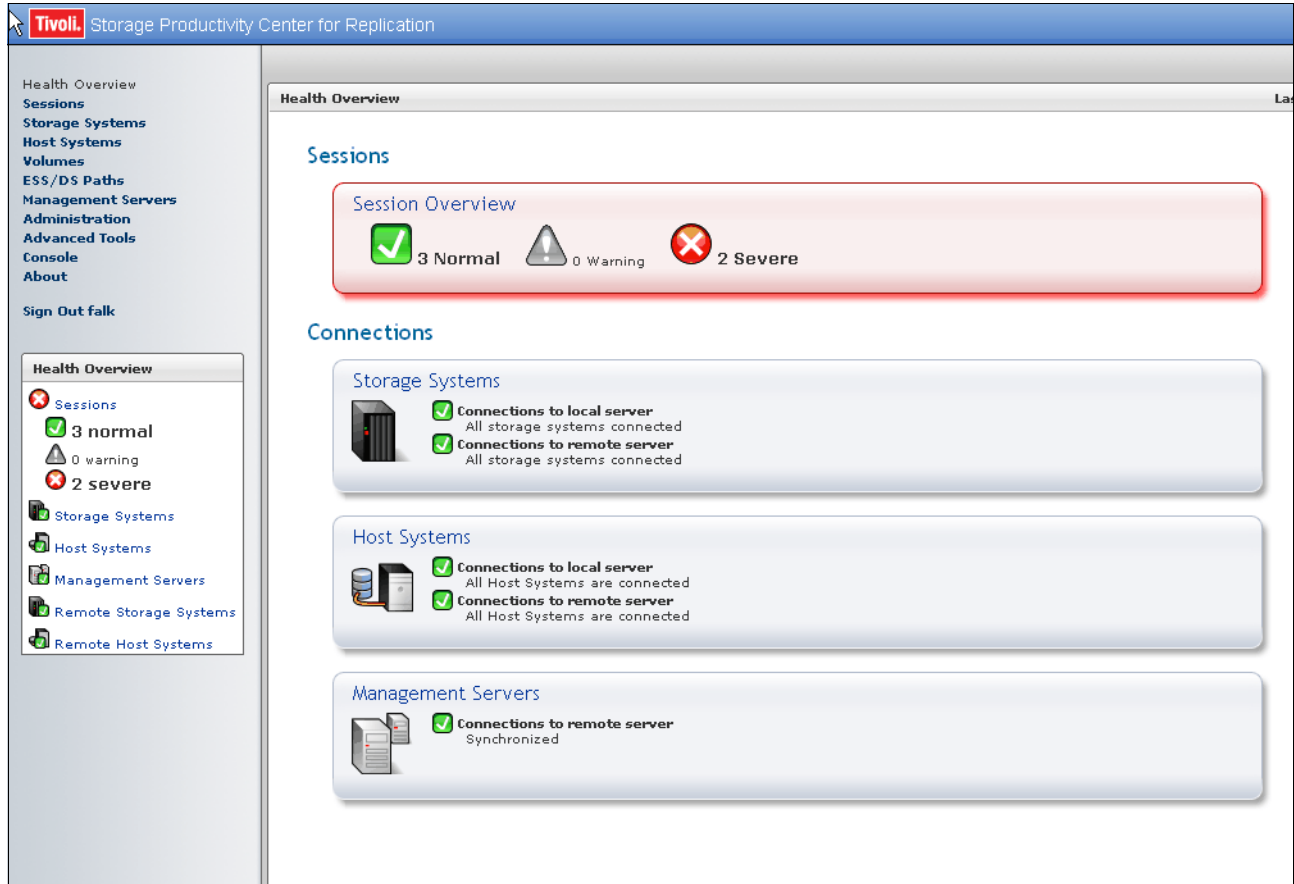 Tivoli. Storage Productivity Center for Replication
Health Overview
Sessions
Storage Systems
Host Systems
Volumes
ESS/DS Paths
Management Servers
Administration
Advanced Tools
Console
About
Sign Out falk
Health Overview
Sessions
3 normal
0 warning
2 severe
Storage Systems
Host Systems
Management Servers
Remote Storage Systems
Remote Host Systems
Health Overview
Las
Sessions
Session Overview
3 Normal
0 Warning
2 Severe
Connections
Storage Systems
Connections to local server
All storage systems connected
Connections to remote server
All storage systems connected
Host Systems
Connections to local server
All Host Systems are connected
Connections to remote server
All Host Systems are connected
Management Servers
Connections to remote server
Synchronized